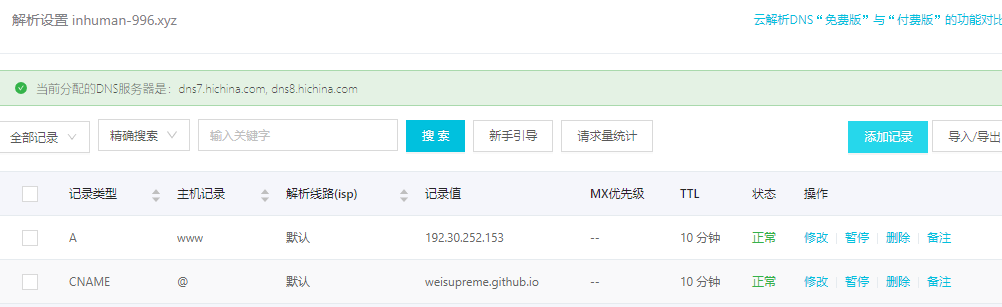 解析设置 inhuman-996.xyz
云解析DNS“免费版”与“付费版”的功能对比
当前分配的DNS服务器是：dns7.hichina.com, dns8.hichina.com
全部记录 精确搜索 输入关键字 搜 索 新手引导 请求量统计 添加记录 导入/导出
记录类型 主机记录 解析线路(isp) 记录值 MX优先级 TTL 状态 操作
A www 默认 192.30.252.153 -- 10 分钟 正常 修改 暂停 删除 备注
CNAME @ 默认 weisupreme.github.io -- 10 分钟 正常 修改 暂停 删除 备注